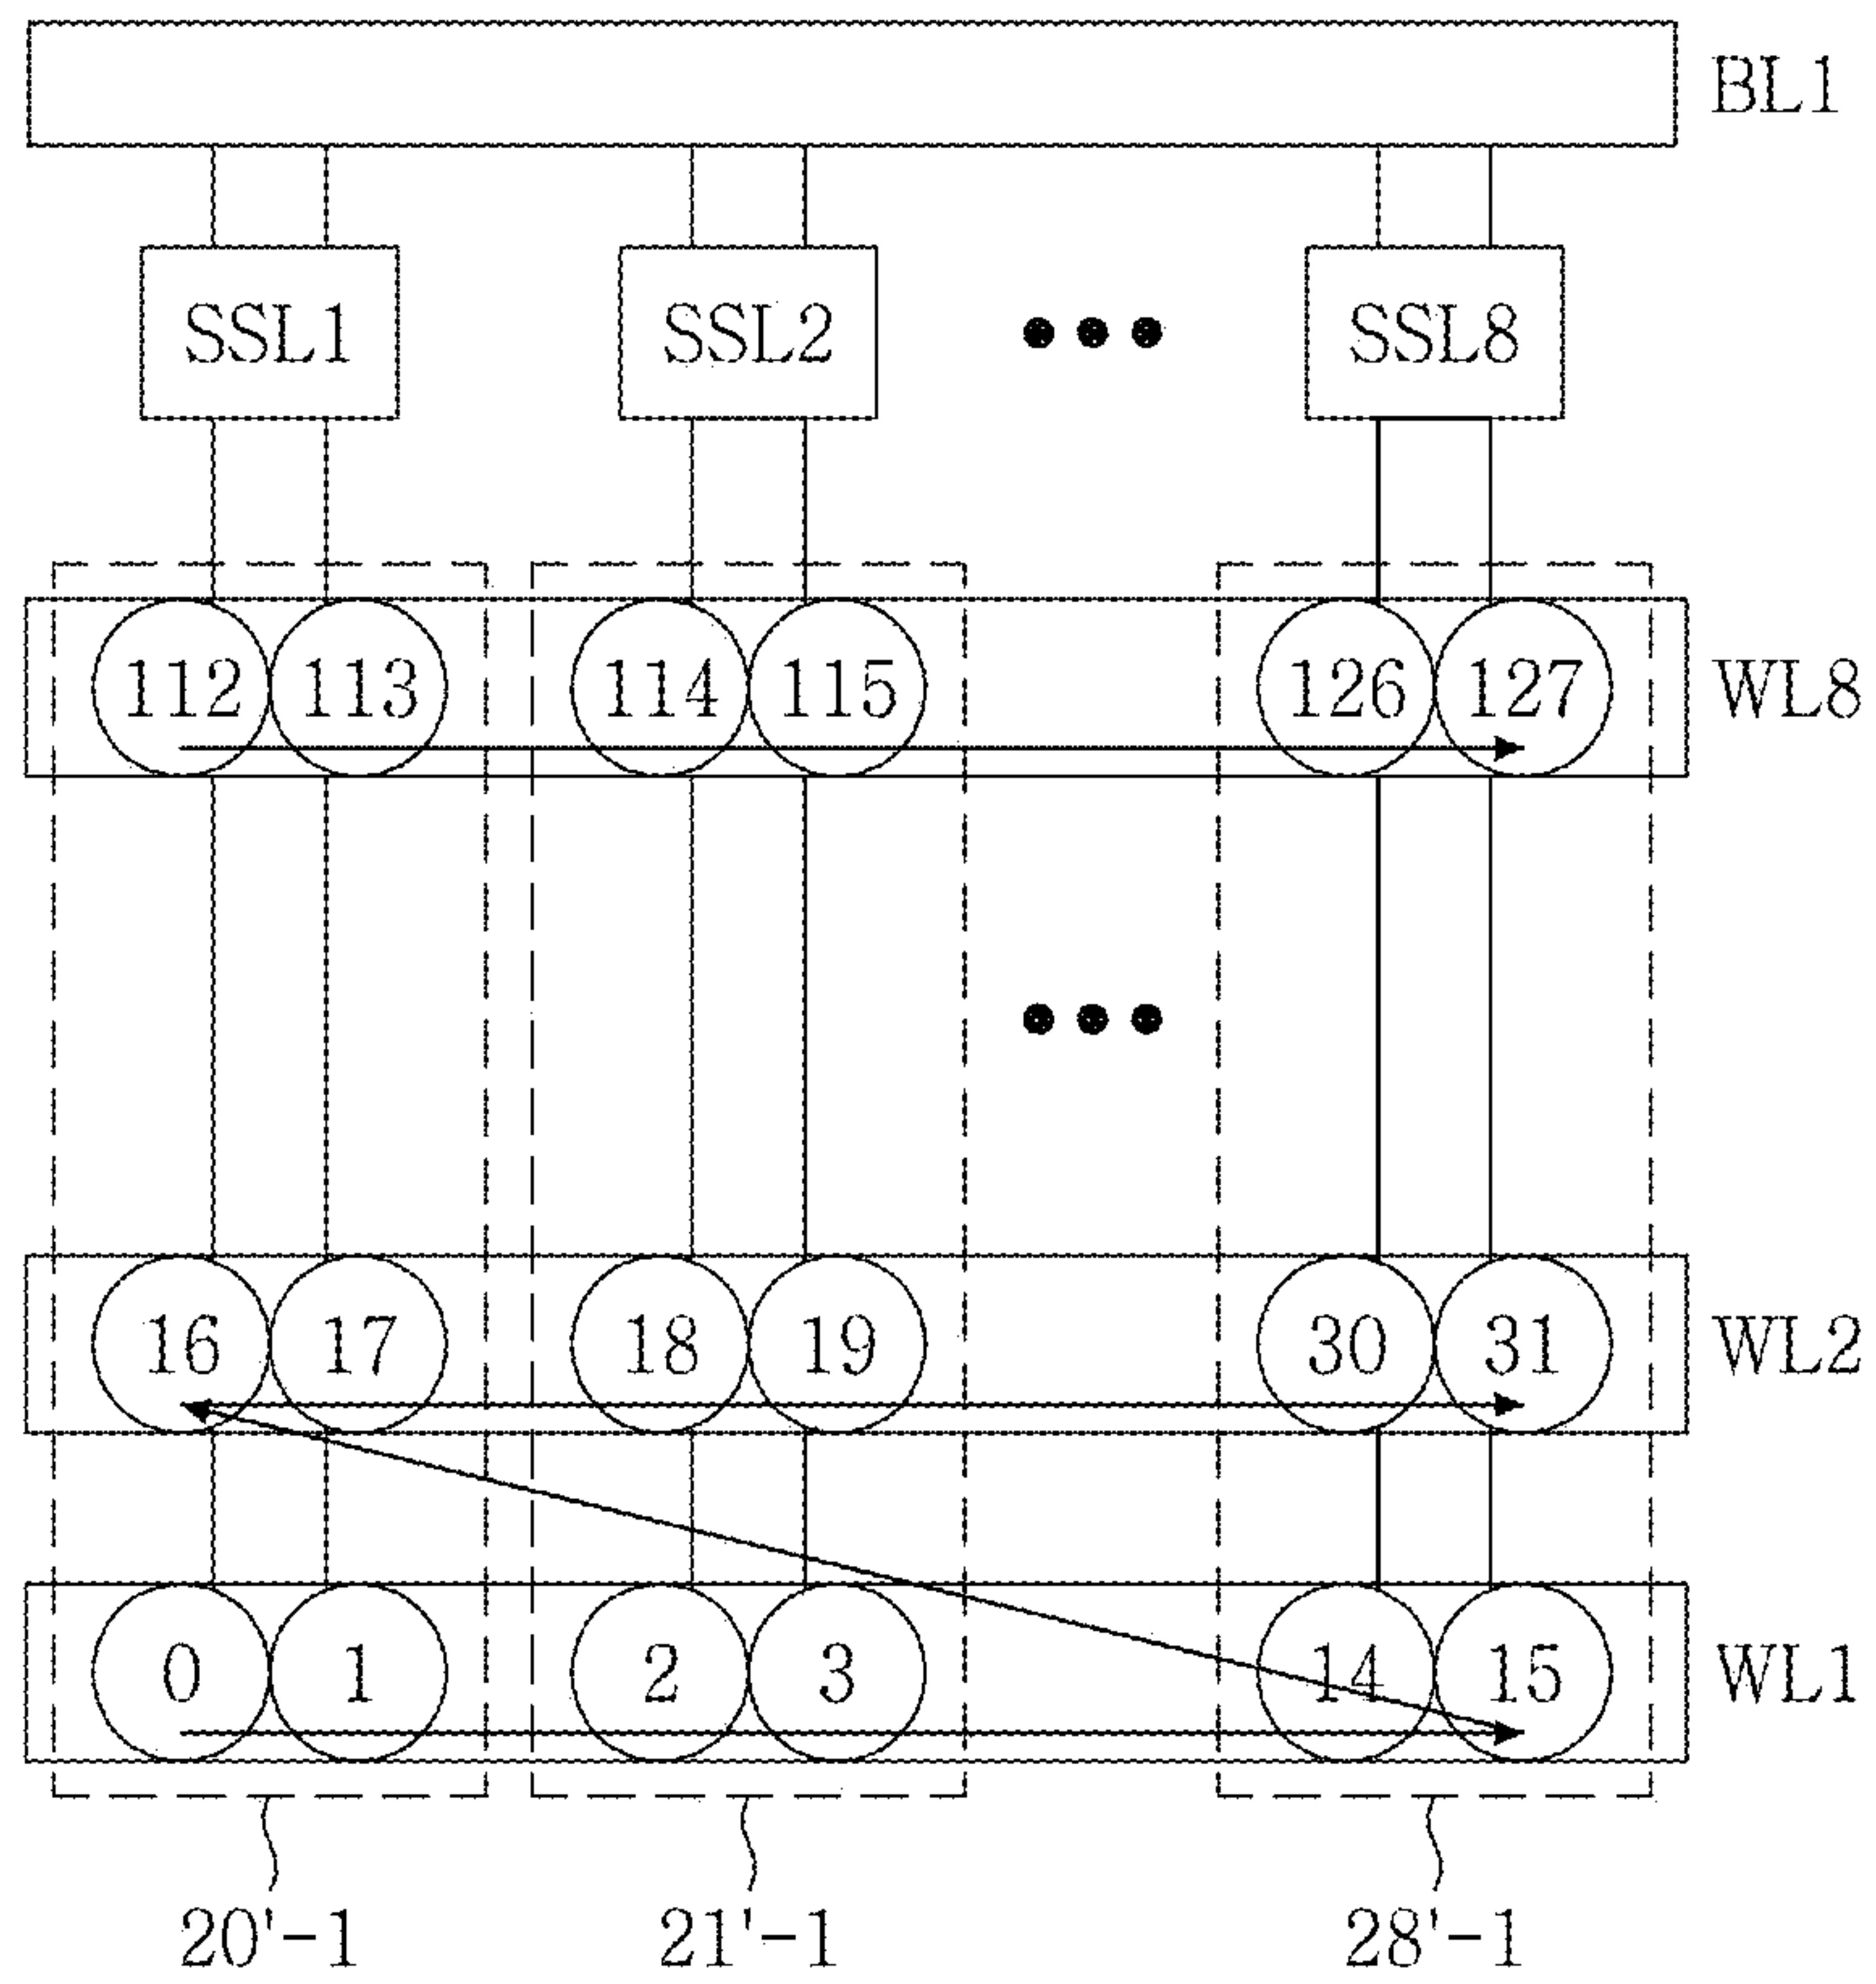 BL1
SSL1 SSL2 SSL8
112 113 114 115 126 127 WL8
16 17 18 19 30 31 WL2
0 1 2 3 14 15 WL1
20'-1 21'-1 28'-1